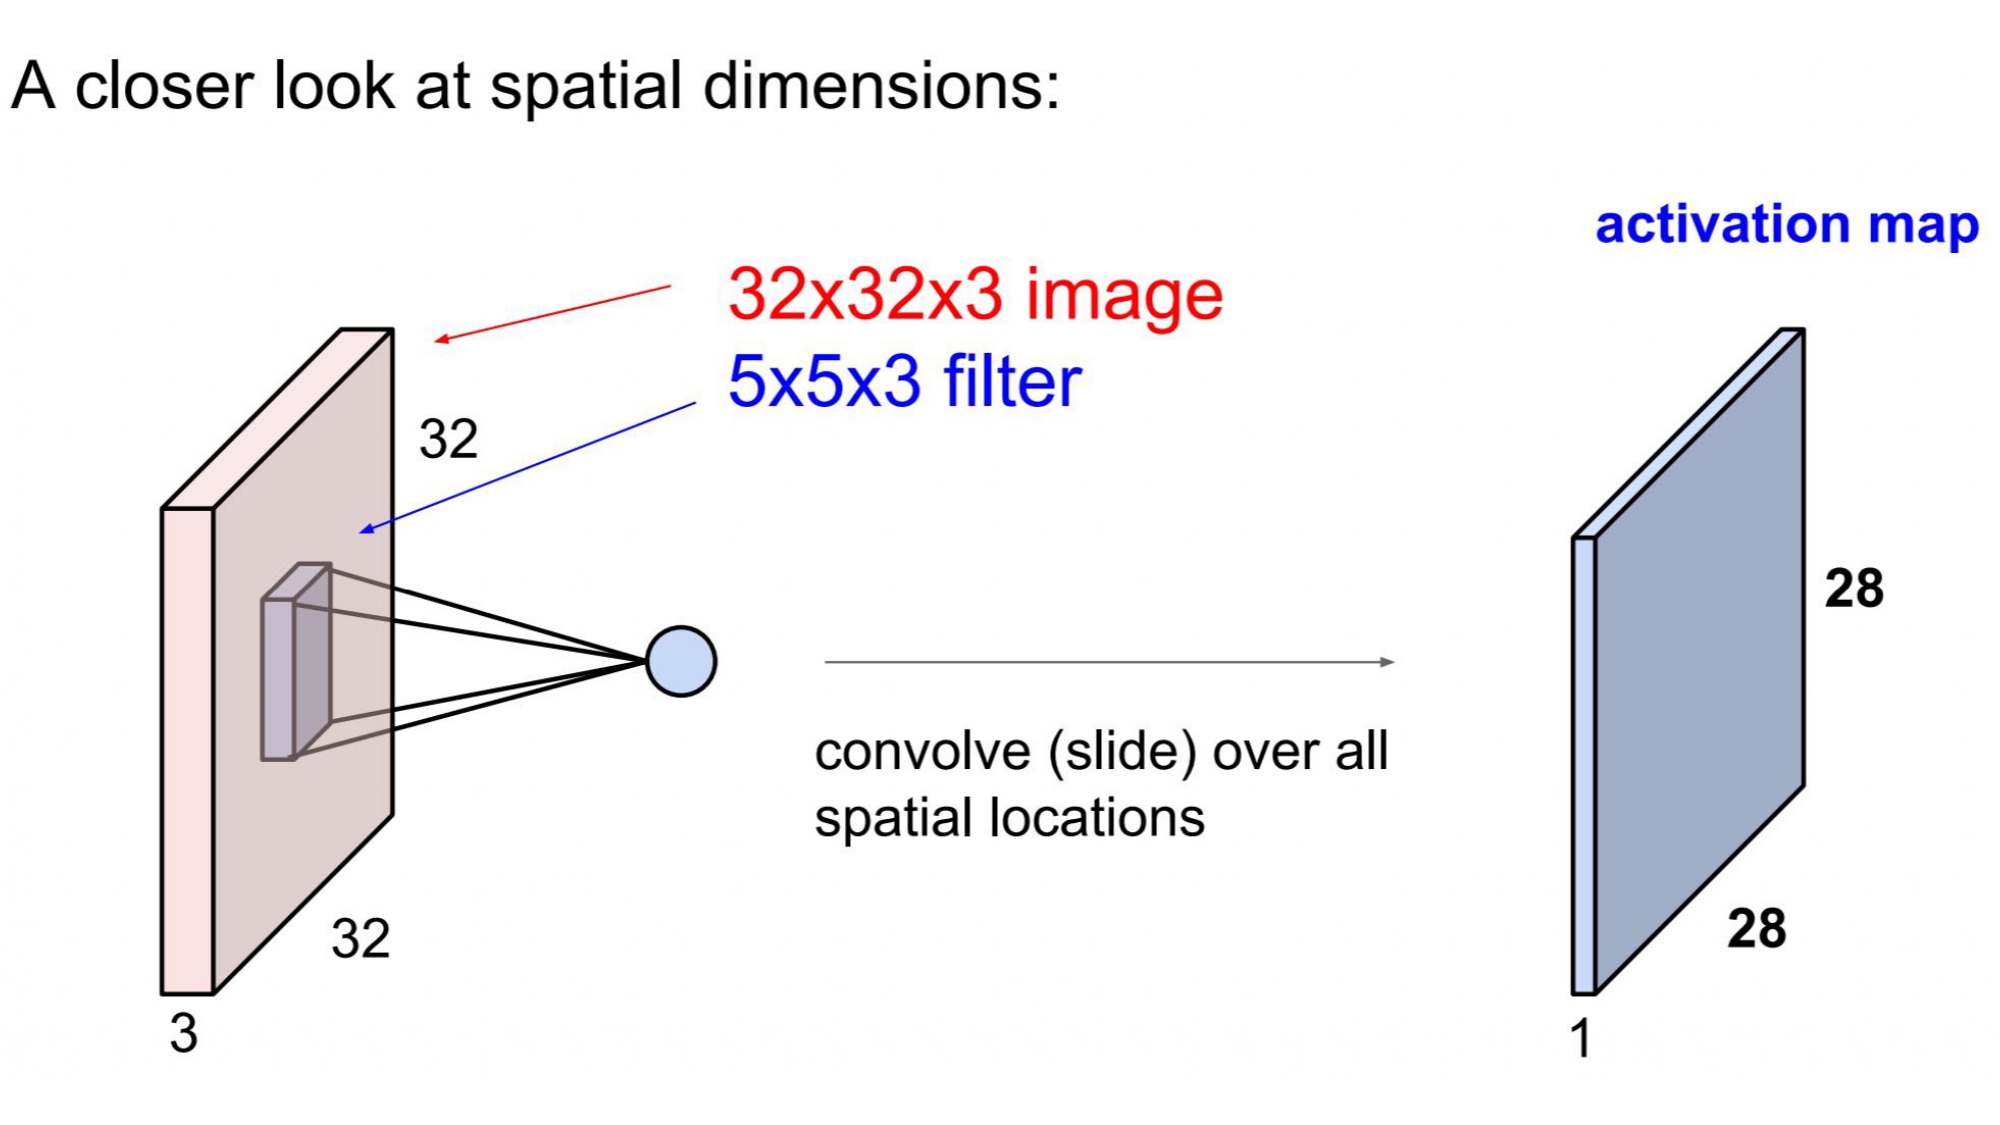 A closer look at spatial dimensions:
activation map
32x32x3 image
5x5x3 filter
32
28
convolve (slide) over all
spatial locations
32
28
3
1